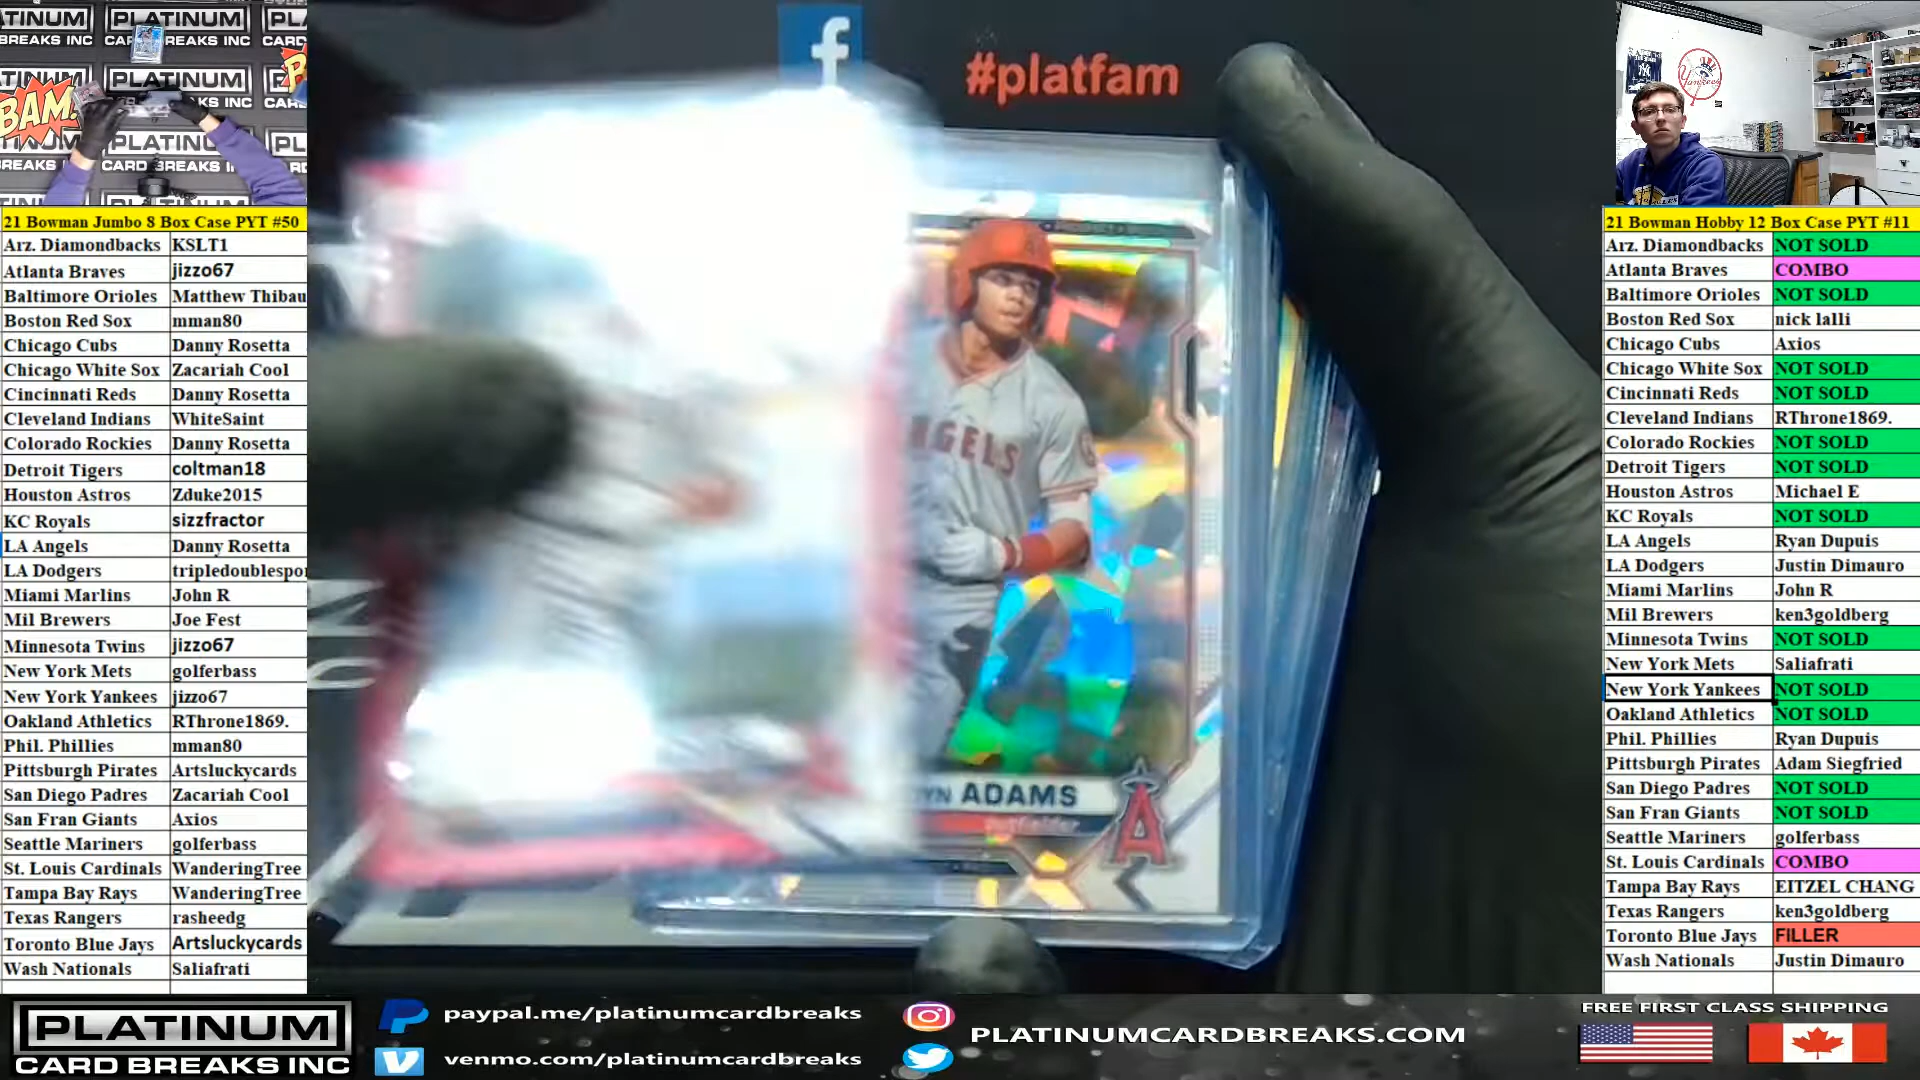 PLATINUM
CARD BREAKS INC
PLATINUM
BAM!
f
#platfam
Yankees
21 Bowman Jumbo 8 Box Case PYT #50
Arz. Diamondbacks KSLT1
Atlanta Braves jizzo67
Baltimore Orioles Matthew Thibau
Boston Red Sox mman80
Chicago Cubs Danny Rosetta
Chicago White Sox Zacariah Cool
Cincinnati Reds Danny Rosetta
Cleveland Indians WhiteSaint
Colorado Rockies Danny Rosetta
Detroit Tigers coltman18
Houston Astros Zduke2015
KC Royals sizzfractor
LA Angels Danny Rosetta
LA Dodgers tripledoublespor
Miami Marlins John R
Mil Brewers Joe Fest
Minnesota Twins jizzo67
New York Mets golferbass
New York Yankees jizzo67
Oakland Athletics RThrone1869.
Phil. Phillies mman80
Pittsburgh Pirates Artsluckycards
San Diego Padres Zacariah Cool
San Fran Giants Axios
Seattle Mariners golferbass
St. Louis Cardinals WanderingTree
Tampa Bay Rays WanderingTree
Texas Rangers rasheedg
Toronto Blue Jays Artsluckycards
Wash Nationals Saliafrati
NGELS
YN ADAMS
A
21 Bowman Hobby 12 Box Case PYT #11
Arz. Diamondbacks NOT SOLD
Atlanta Braves COMBO
Baltimore Orioles NOT SOLD
Boston Red Sox nick lalli
Chicago Cubs Axios
Chicago White Sox NOT SOLD
Cincinnati Reds NOT SOLD
Cleveland Indians RThrone1869.
Colorado Rockies NOT SOLD
Detroit Tigers NOT SOLD
Houston Astros Michael E
KC Royals NOT SOLD
LA Angels Ryan Dupuis
LA Dodgers Justin Dimauro
Miami Marlins John R
Mil Brewers ken3goldberg
Minnesota Twins NOT SOLD
New York Mets Saliafrati
New York Yankees NOT SOLD
Oakland Athletics NOT SOLD
Phil. Phillies Ryan Dupuis
Pittsburgh Pirates Adam Siegfried
San Diego Padres NOT SOLD
San Fran Giants NOT SOLD
Seattle Mariners golferbass
St. Louis Cardinals COMBO
Tampa Bay Rays EITZEL CHANG
Texas Rangers ken3goldberg
Toronto Blue Jays FILLER
Wash Nationals Justin Dimauro
PLATINUM
CARD BREAKS INC
paypal.me/platinumcardbreaks
venmo.com/platinumcardbreaks
PLATINUMCARDBREAKS.COM
FREE FIRST CLASS SHIPPING